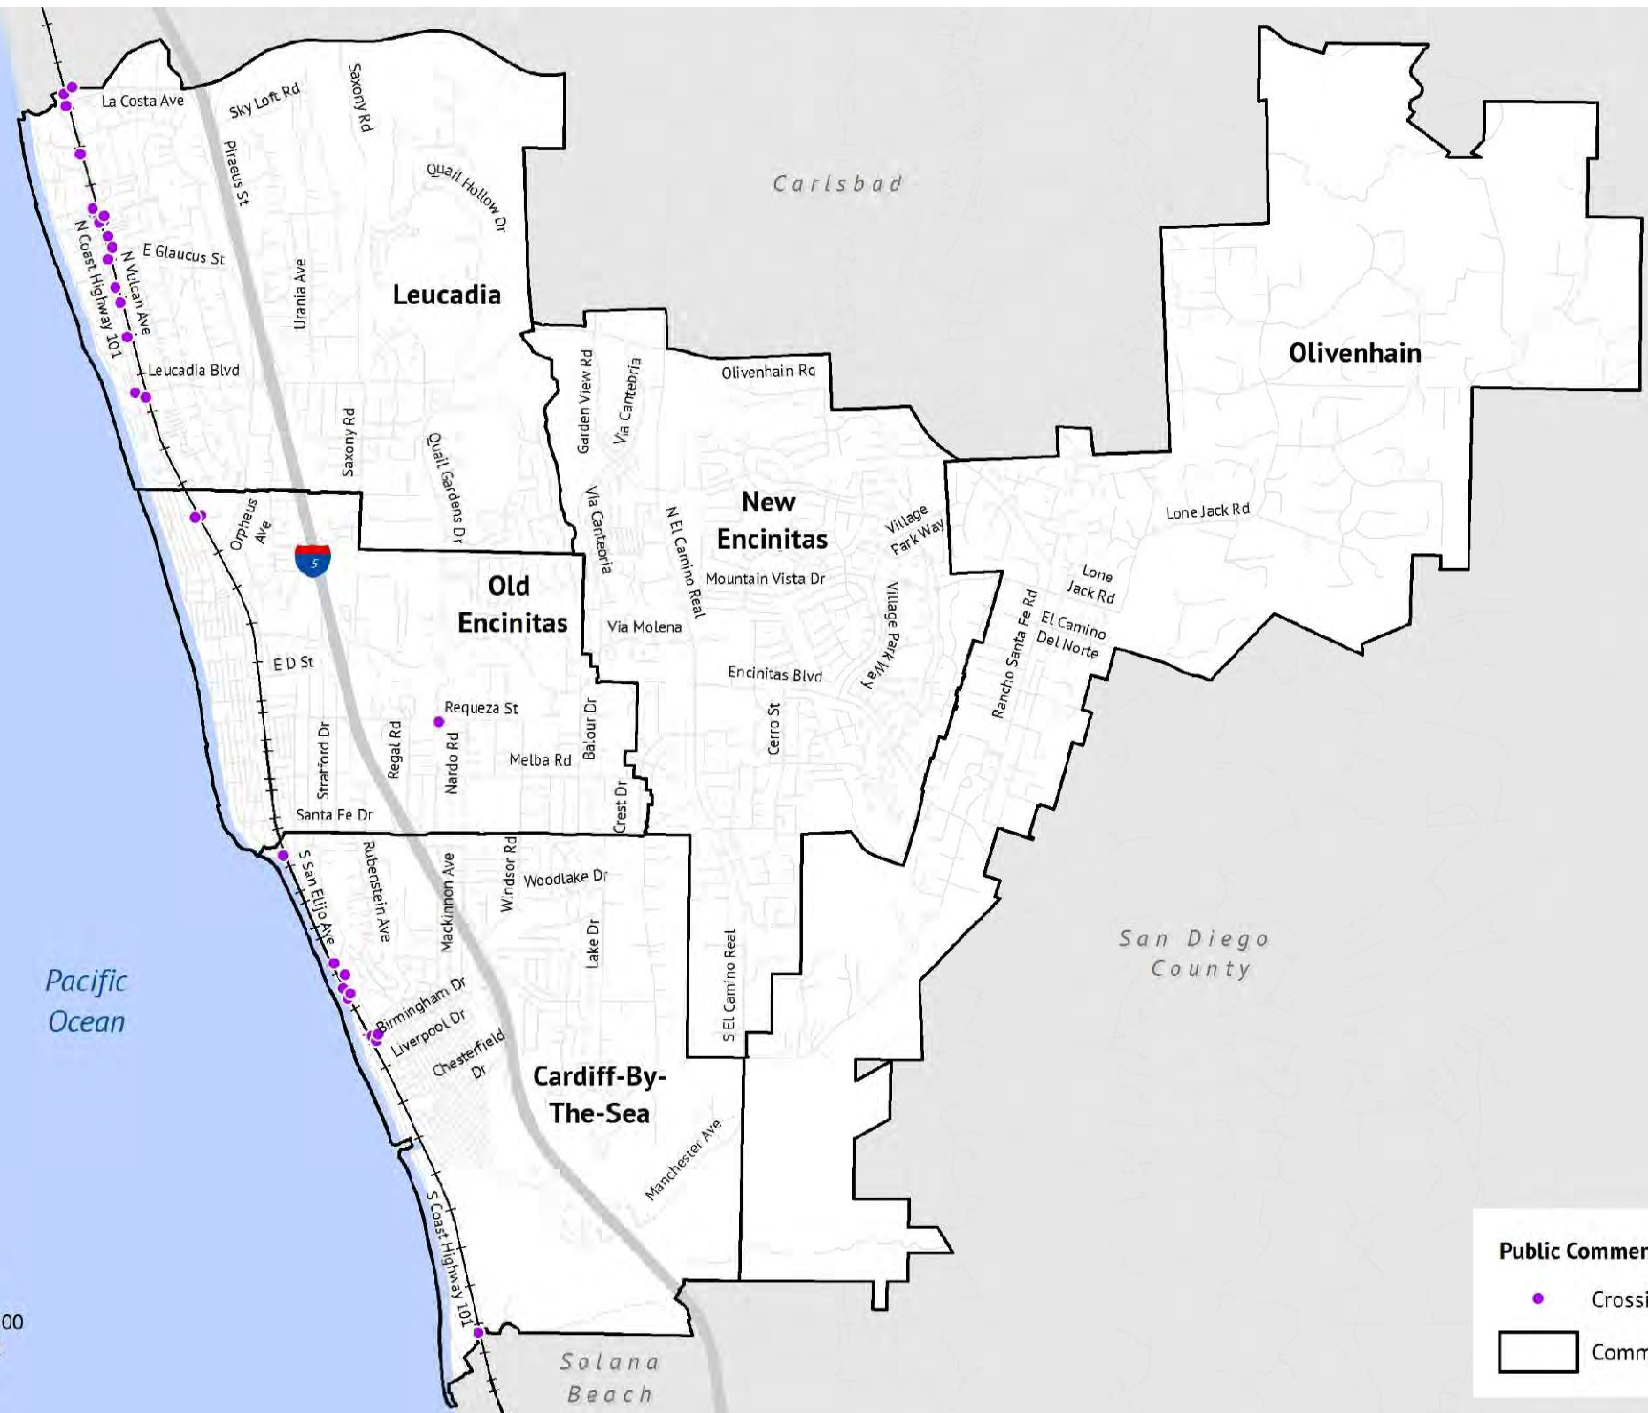 La Costa Ave
Sky Loft Rd
Saxony Rd
Piraeus St
Quail Hollow Dr
Carlsbad
N Coast Highway 101
N Vulcan Ave
E Glaucus St
Urania Ave
Leucadia
Leucadia Blvd
Saxony Rd
Quail Gardens Dr
Garden View Rd
Via Cantebria
Olivenhain Rd
Olivenhain
Orpheus
Ave
5
Via Cantebria
N El Camino Real
New
Encinitas
Village
Park Way
Lone Jack Rd
Old
Encinitas
Mountain Vista Dr
Lone
Jack Rd
Via Molena
Village Park Way
Rancho Santa Fe Rd
El Camino
Del Norte
E D St
Encinitas Blvd
Requeza St
Balour Dr
Cerro St
Stratford Dr
Regal Rd
Nardo Rd
Melba Rd
Crest Dr
Santa Fe Dr
S San Elijo Ave
Rubenstein Ave
Mackinnon Ave
Windsor Rd
Woodlake Dr
Lake Dr
S El Camino Real
San Diego
County
Pacific
Ocean
Birmingham Dr
Liverpool Dr
Chesterfield
Dr
Cardiff-By-
The-Sea
Manchester Ave
S Coast Highway 101
Solana
Beach
00
Public Commen
Crossi
Comm